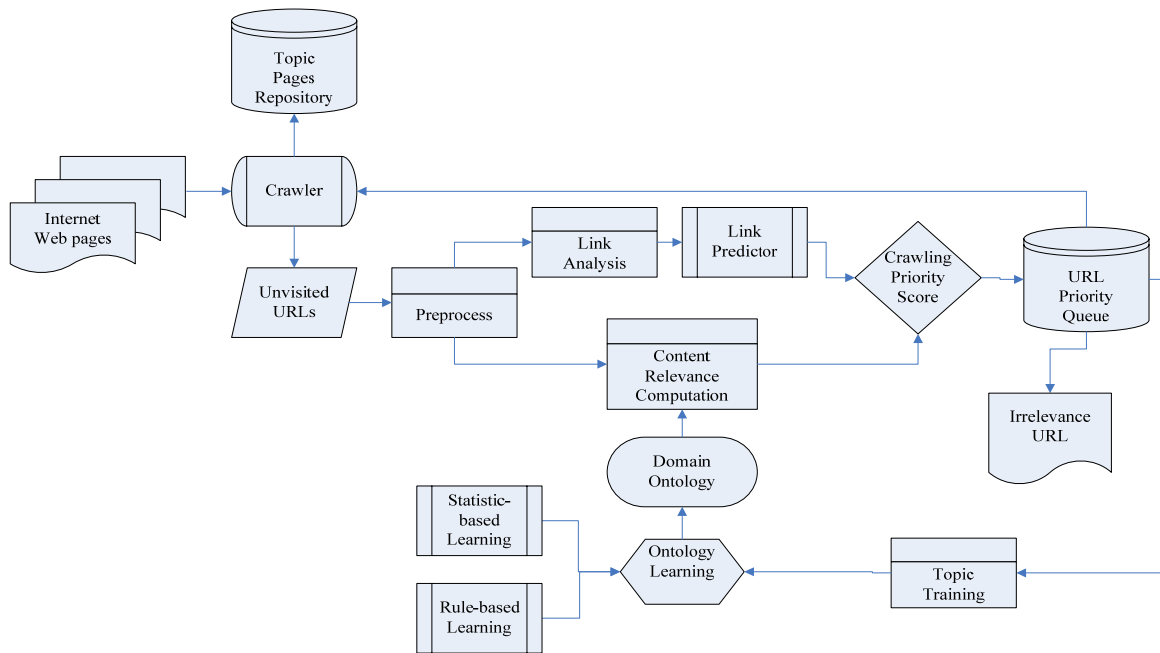 Topic
Pages
Repository
Crawler
Internet
Web pages
Unvisited
URLs
Preprocess
Link
Analysis
Link
Predictor
Crawling
Priority
Score
URL
Priority
Queue
Content
Relevance
Computation
Irrelevance
URL
Domain
Ontology
Statistic-
based
Learning
Ontology
Learning
Topic
Training
Rule-based
Learning